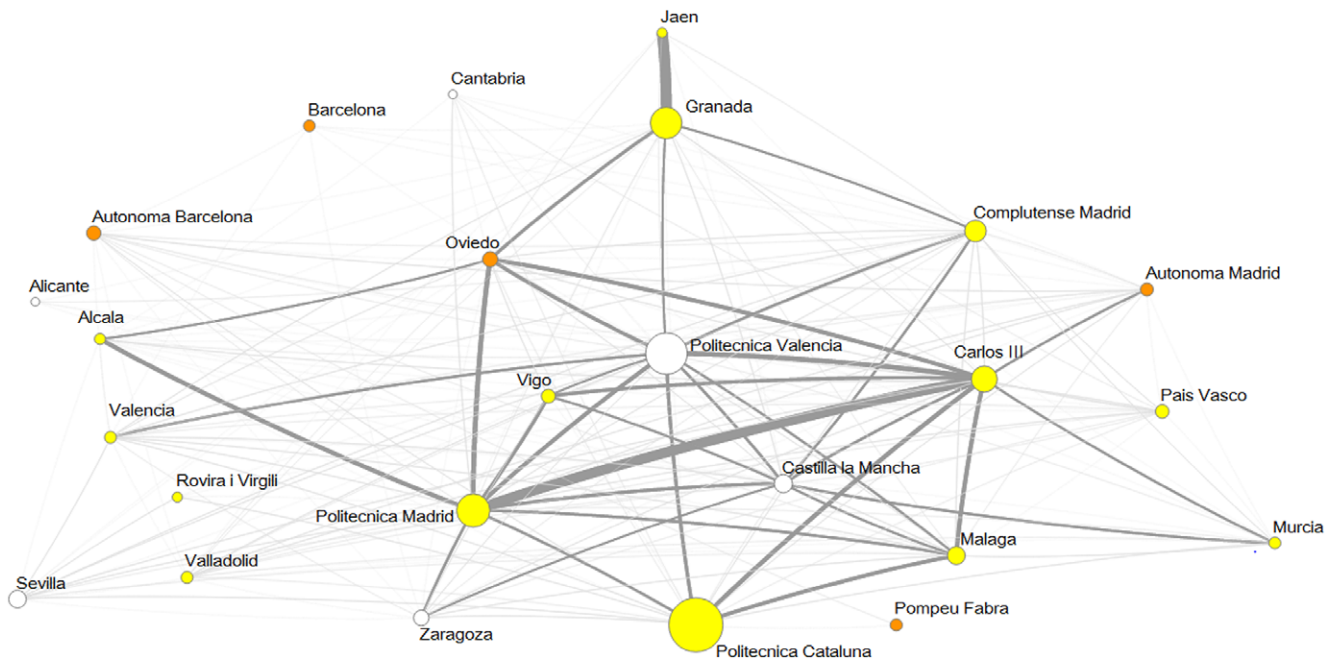 Jaen
Cantabria
Granada
Barcelona
Autonoma Barcelona
Complutense Madrid
Oviedo
Autonoma Madrid
Alicante
Alcala
Politecnica Valencia
Carlos III
Vigo
Pais Vasco
Valencia
Castilla la Mancha
Rovira i Virgili
Politecnica Madrid
Murcia
Malaga
Valladolid
Sevilla
Pompeu Fabra
Zaragoza
Politecnica Cataluna